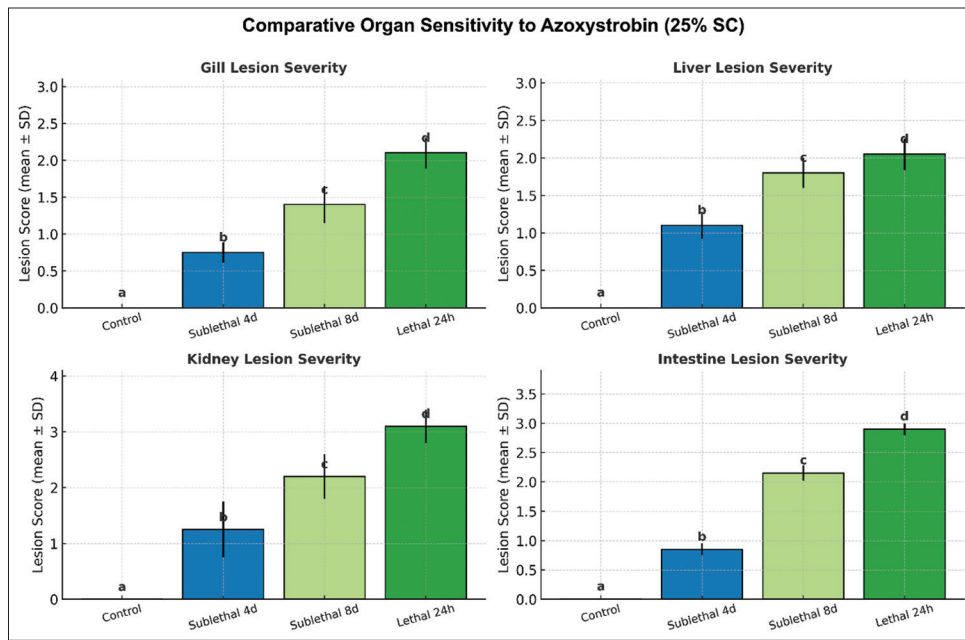 Comparative Organ Sensitivity to Azoxystrobin (25% SC)
Gill Lesion Severity
Lesion Score (mean ± SD)
3.0
2.5
2.0
1.5
1.0
0.5
0.0
a
b
c
d
Control
Sublethal 4d
Sublethal 8d
Lethal 24h
Liver Lesion Severity
Lesion Score (mean ± SD)
3.0
2.5
2.0
1.5
1.0
0.5
0.0
a
b
c
d
Control
Sublethal 4d
Sublethal 8d
Lethal 24h
Kidney Lesion Severity
Lesion Score (mean ± SD)
4
3
2
1
0
a
b
c
d
Control
Sublethal 4d
Sublethal 8d
Lethal 24h
Intestine Lesion Severity
Lesion Score (mean ± SD)
3.5
3.0
2.5
2.0
1.5
1.0
0.5
0.0
a
b
c
d
Control
Sublethal 4d
Sublethal 8d
Lethal 24h